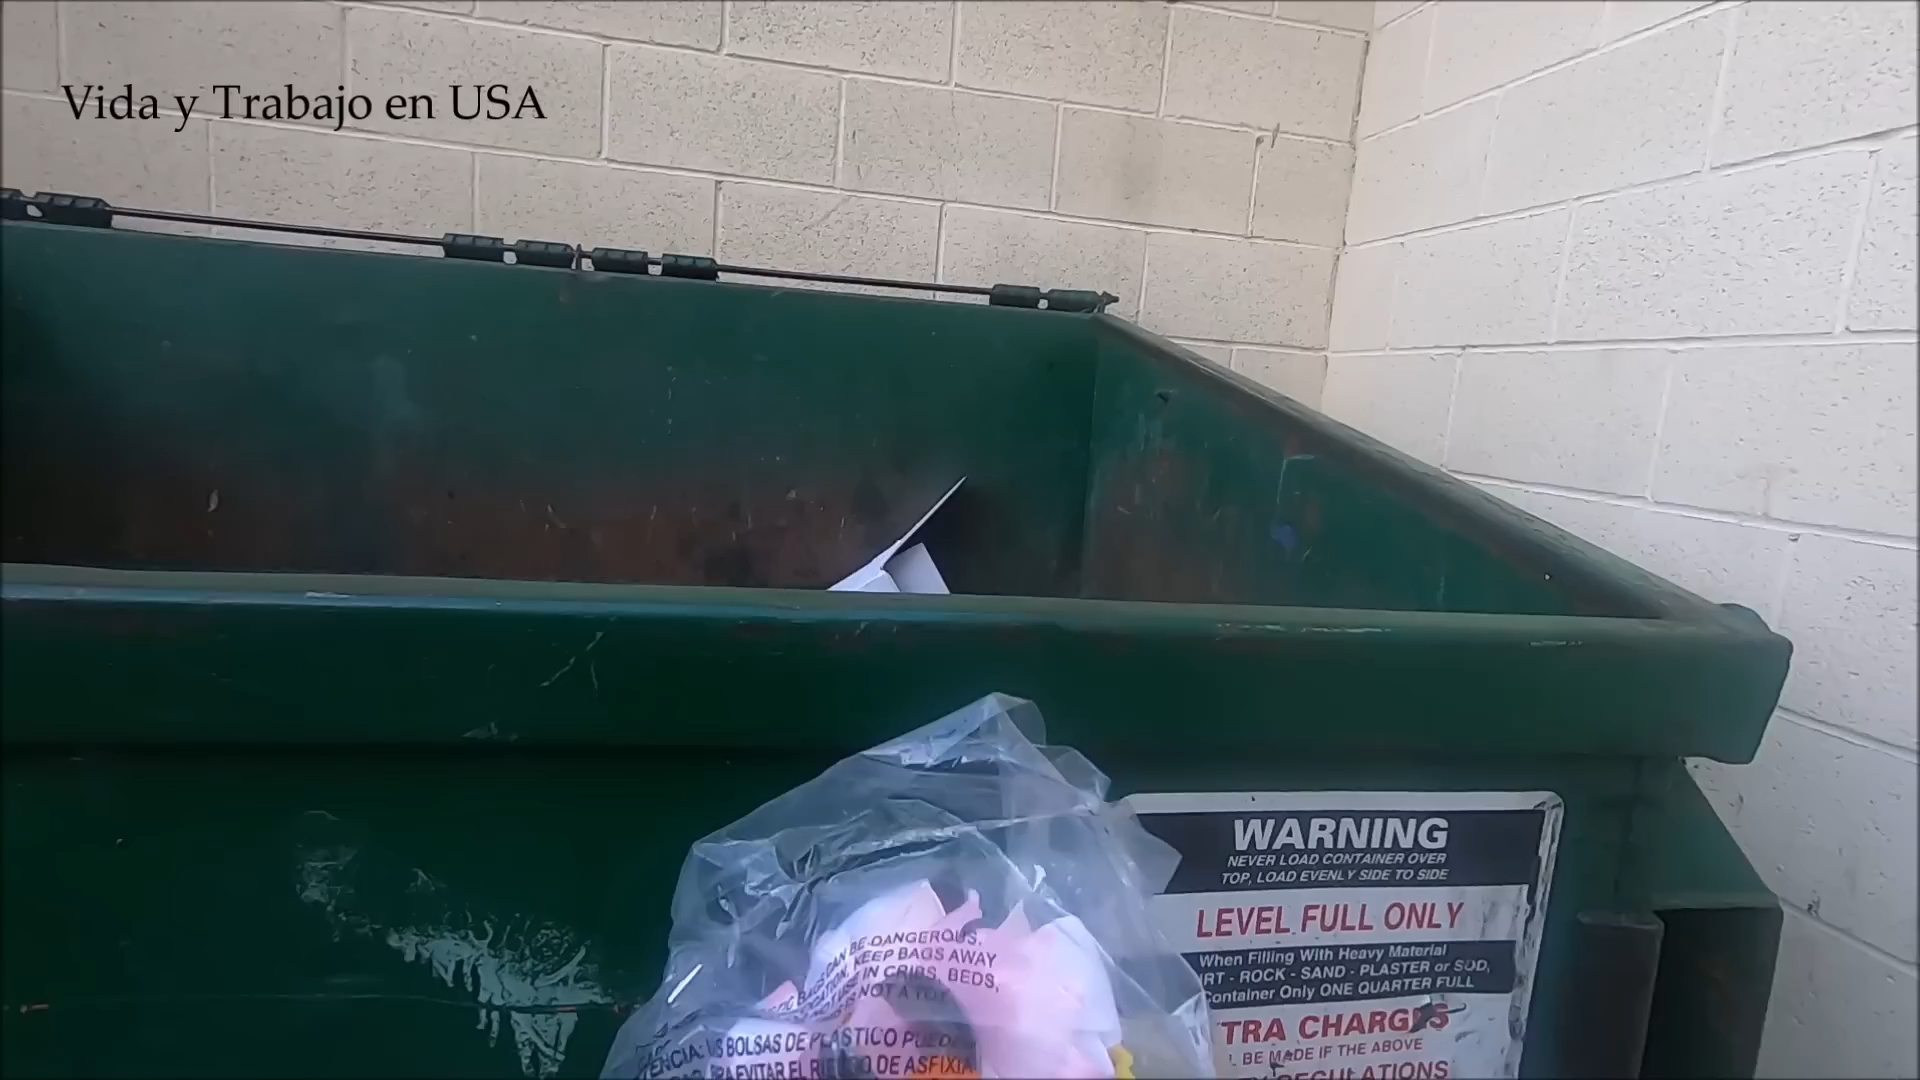 Vida y Trabajo en USA
WARNING
NEVER LOAD CONTAINER OVER
TOP, LOAD EVENLY SIDE TO SIDE
LEVEL FULL ONLY
When Filling With Heavy Material
RT - ROCK - SAND - PLASTER or SOD,
Container Only ONE QUARTER FULL
TRA CHARGES
BE MADE IF THE ABOVE
REGULATIONS
CAN BE DANGEROUS,
KEEP BAGS AWAY
IN CRIBS, BEDS,
NOT A TOY
BOLSAS DE PLASTICO
EVITAR EL DE ASFIXIA